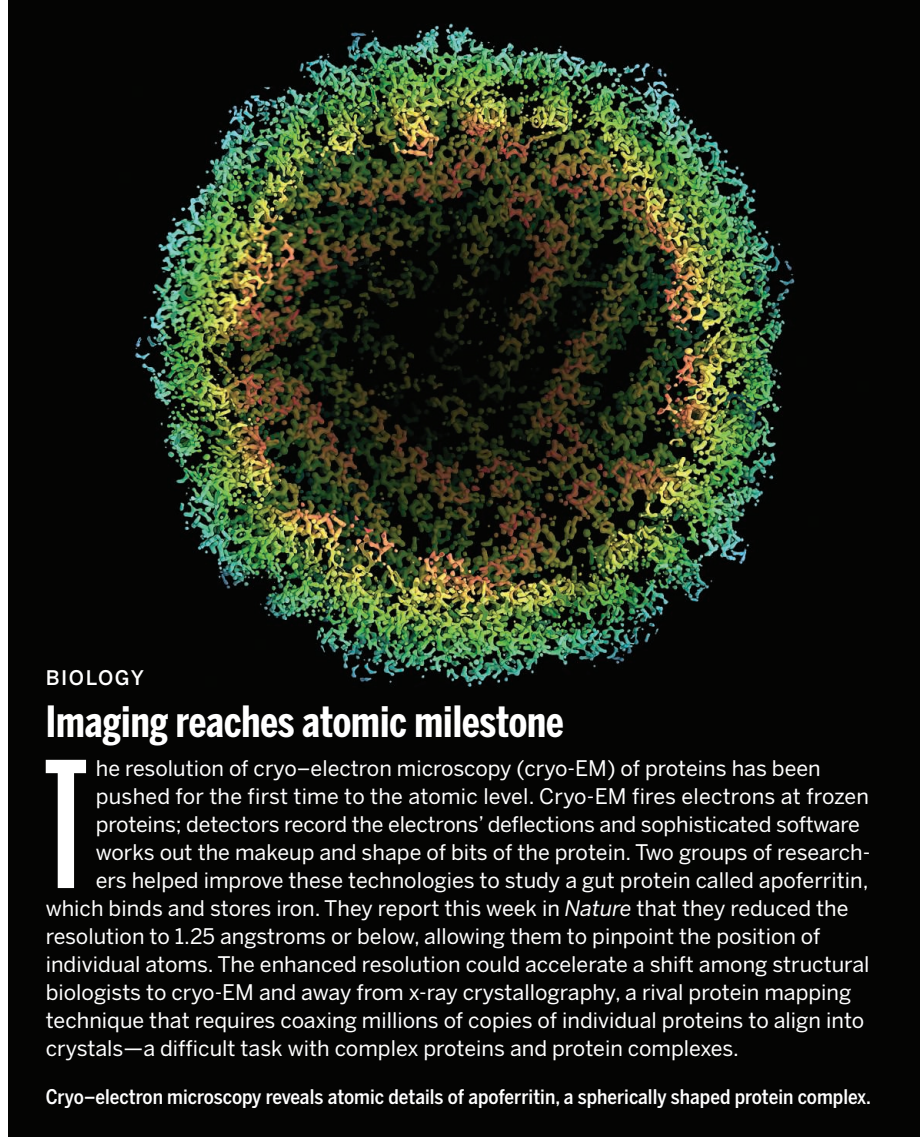 BIOLOGY
Imaging reaches atomic milestone
The resolution of cryo–electron microscopy (cryo-EM) of proteins has been
pushed for the first time to the atomic level. Cryo-EM fires electrons at frozen
proteins; detectors record the electrons’ deflections and sophisticated software
works out the makeup and shape of bits of the protein. Two groups of research-
ers helped improve these technologies to study a gut protein called apoferritin,
which binds and stores iron. They report this week in Nature that they reduced the
resolution to 1.25 angstroms or below, allowing them to pinpoint the position of
individual atoms. The enhanced resolution could accelerate a shift among structural
biologists to cryo-EM and away from x-ray crystallography, a rival protein mapping
technique that requires coaxing millions of copies of individual proteins to align into
crystals—a difficult task with complex proteins and protein complexes.
Cryo–electron microscopy reveals atomic details of apoferritin, a spherically shaped protein complex.